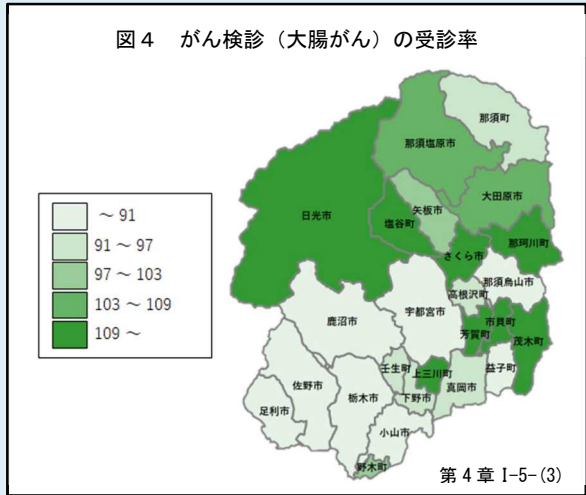 図４　がん検診（大腸がん）の受診率
那須町
那須塩原市
大田原市
日光市
矢板市
塩谷町
那珂川町
さくら市
那須烏山市
高根沢町
宇都宮市
鹿沼市
市貝町
芳賀町
茂木町
壬生町
上三川町
益子町
真岡市
下野市
佐野市
栃木市
足利市
小山市
野木町
～ 91
91 ～ 97
97 ～ 103
103 ～ 109
109 ～
第４章 I-5-(3)